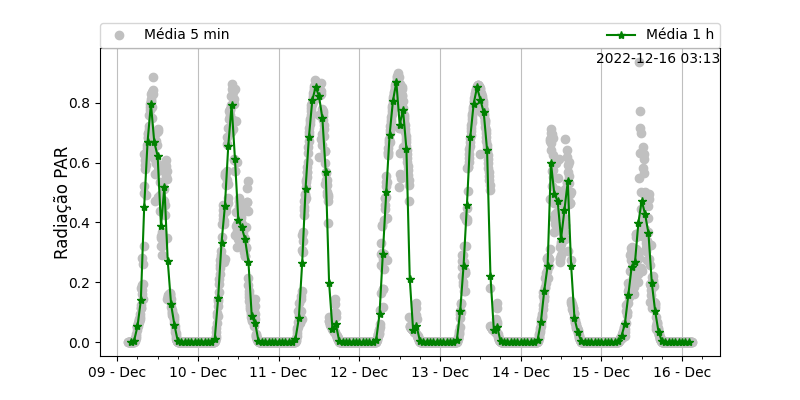 Média 5 min
Média 1 h
2022-12-16 03:13
Radiação PAR
0.8
0.6
0.4
0.2
0.0
09 - Dec
10 - Dec
11 - Dec
12 - Dec
13 - Dec
14 - Dec
15 - Dec
16 - Dec